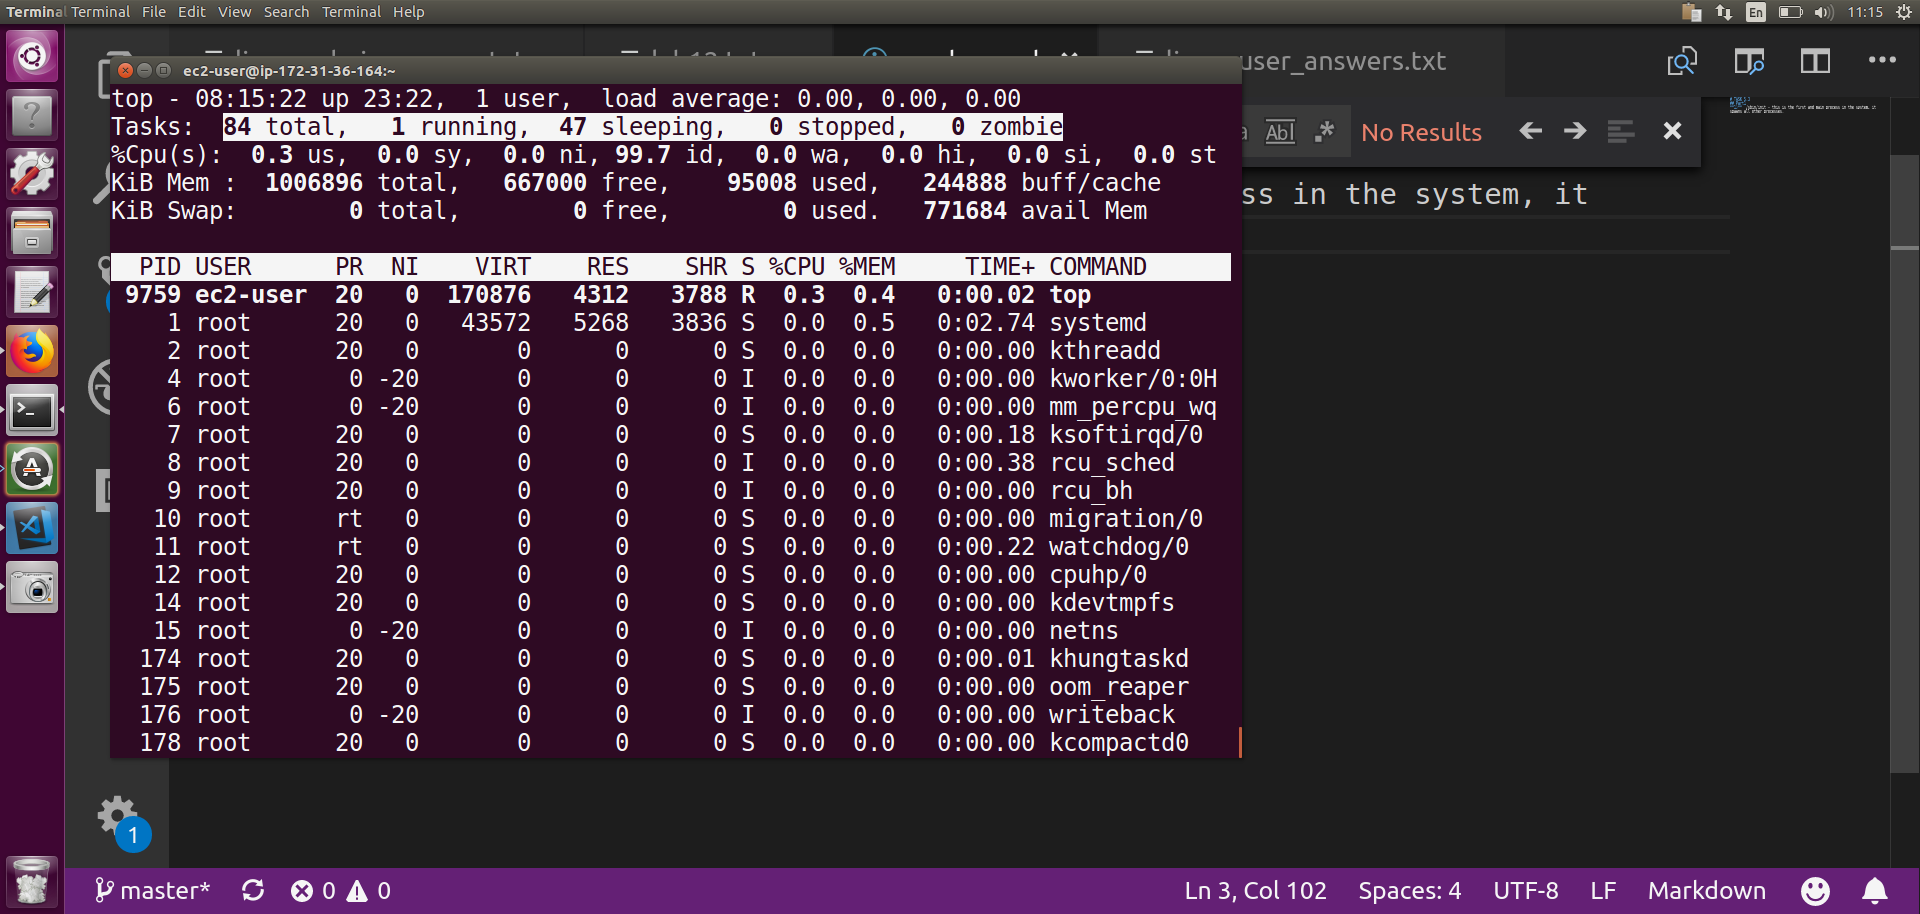 Terminal Terminal File Edit View Search Terminal Help En 11:15
user_answers.txt
ec2-user@ip-172-31-36-164:~
No Results
ss in the system, it
top - 08:15:22 up 23:22,  1 user,  load average: 0.00, 0.00, 0.00
Tasks:  84 total,   1 running,  47 sleeping,   0 stopped,   0 zombie
%Cpu(s):  0.3 us,  0.0 sy,  0.0 ni, 99.7 id,  0.0 wa,  0.0 hi,  0.0 si,  0.0 st
KiB Mem :  1006896 total,   667000 free,    95008 used,   244888 buff/cache
KiB Swap:        0 total,        0 free,        0 used.   771684 avail Mem
PID USER      PR  NI    VIRT    RES    SHR S %CPU %MEM     TIME+ COMMAND
9759 ec2-user  20   0  170876   4312   3788 R  0.3  0.4   0:00.02 top
1 root      20   0   43572   5268   3836 S  0.0  0.5   0:02.74 systemd
2 root      20   0       0      0      0 S  0.0  0.0   0:00.00 kthreadd
4 root       0 -20       0      0      0 I  0.0  0.0   0:00.00 kworker/0:0H
6 root       0 -20       0      0      0 I  0.0  0.0   0:00.00 mm_percpu_wq
7 root      20   0       0      0      0 S  0.0  0.0   0:00.18 ksoftirqd/0
8 root      20   0       0      0      0 I  0.0  0.0   0:00.38 rcu_sched
9 root      20   0       0      0      0 I  0.0  0.0   0:00.00 rcu_bh
10 root      rt   0       0      0      0 S  0.0  0.0   0:00.00 migration/0
11 root      rt   0       0      0      0 S  0.0  0.0   0:00.22 watchdog/0
12 root      20   0       0      0      0 S  0.0  0.0   0:00.00 cpuhp/0
14 root      20   0       0      0      0 S  0.0  0.0   0:00.00 kdevtmpfs
15 root       0 -20       0      0      0 I  0.0  0.0   0:00.00 netns
174 root      20   0       0      0      0 S  0.0  0.0   0:00.01 khungtaskd
175 root      20   0       0      0      0 S  0.0  0.0   0:00.00 oom_reaper
176 root       0 -20       0      0      0 I  0.0  0.0   0:00.00 writeback
178 root      20   0       0      0      0 S  0.0  0.0   0:00.00 kcompactd0
1
master* 0 0 Ln 3, Col 102 Spaces: 4 UTF-8 LF Markdown